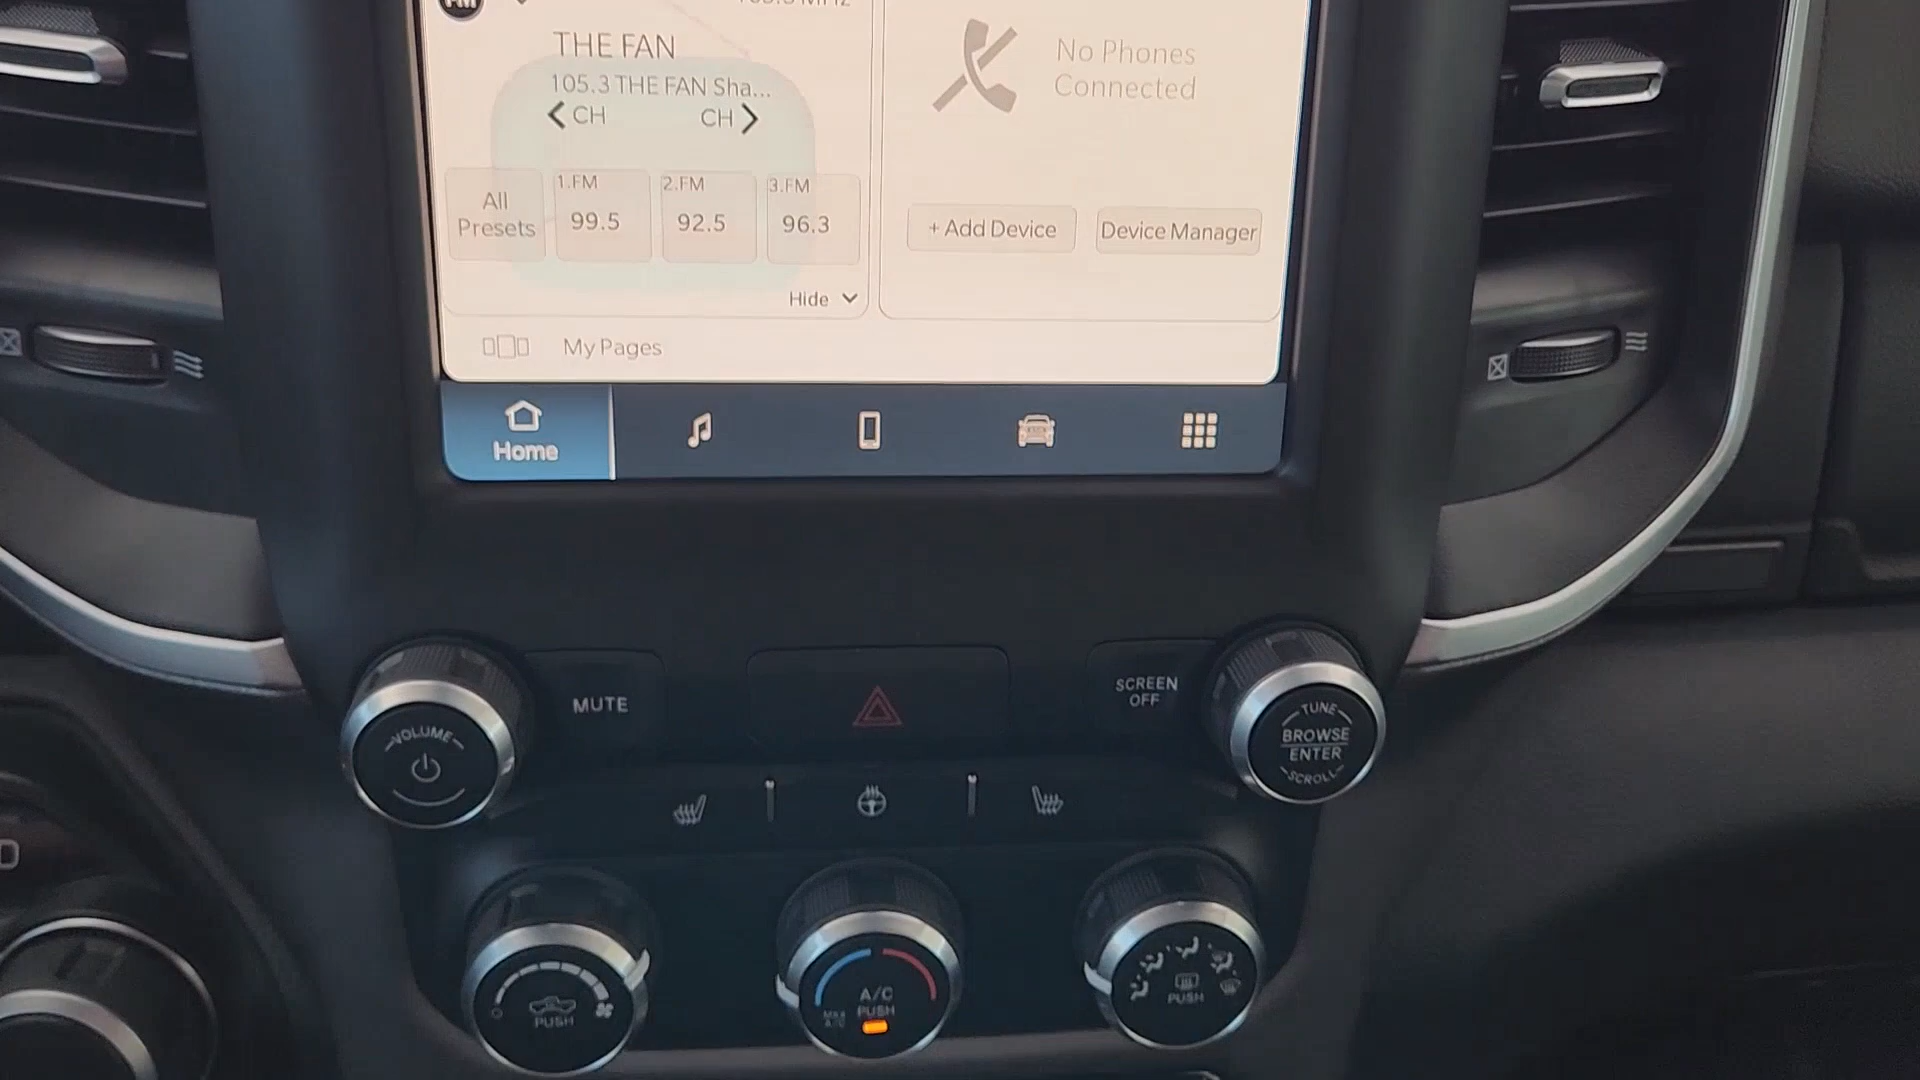 THE FAN
105.3 THE FAN Sha...
CH
CH
No Phones
Connected
All
Presets
1.FM
99.5
2.FM
92.5
3.FM
96.3
+ Add Device
Device Manager
Hide
My Pages
Home
VOLUME
MUTE
SCREEN
OFF
TUNE
BROWSE
ENTER
SCROLL
PUSH
A/C
PUSH
MAX
A/C
PUSH